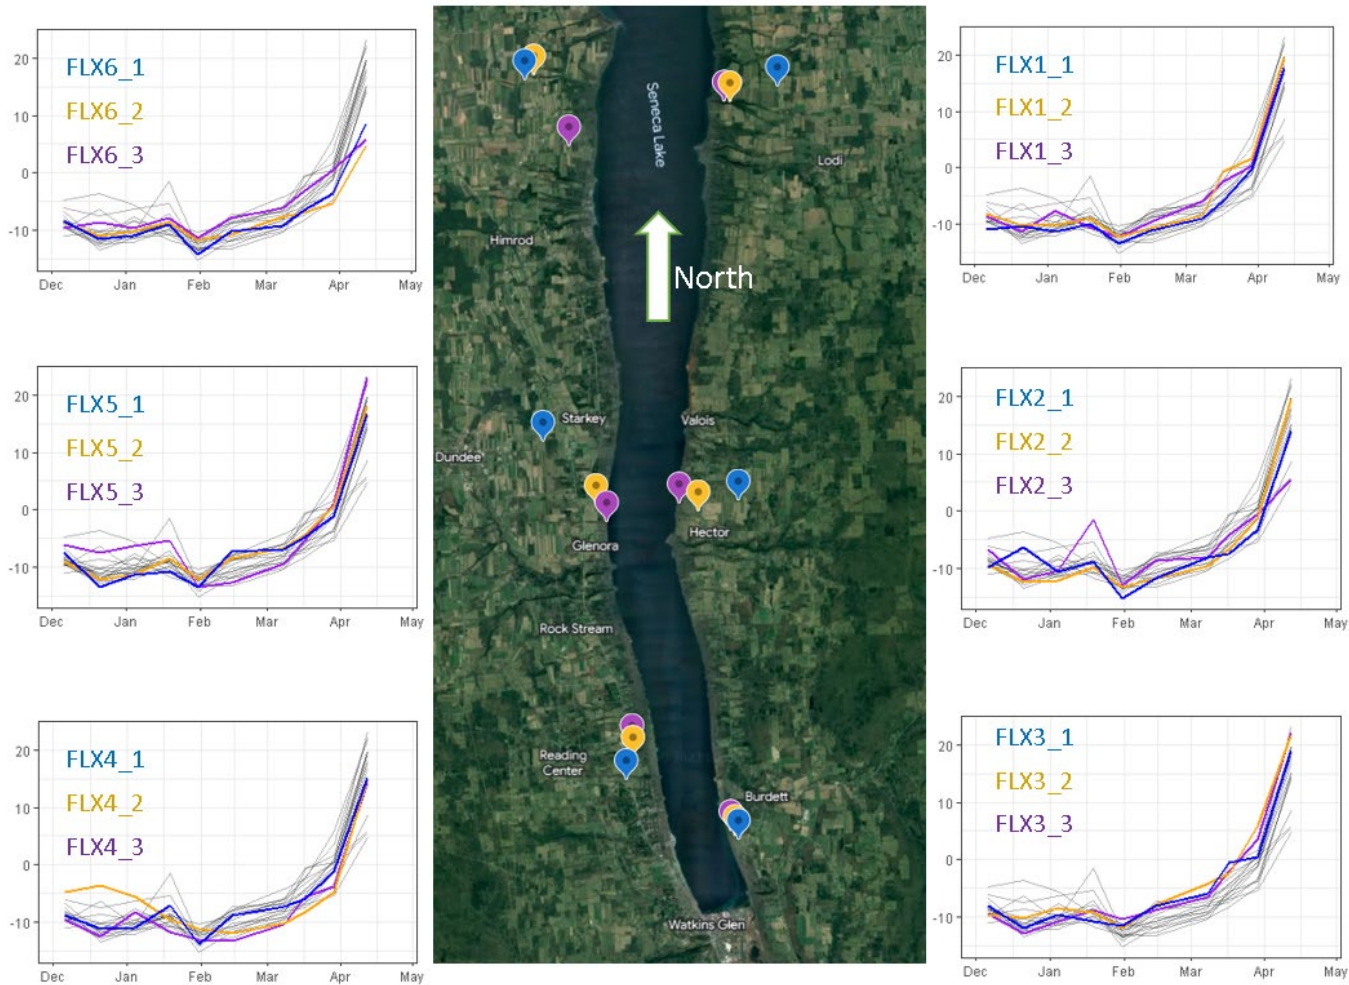 20
10
0
-10
FLX6_1
FLX6_2
FLX6_3
Dec Jan Feb Mar Apr May
20
10
0
-10
FLX5_1
FLX5_2
FLX5_3
Dec Jan Feb Mar Apr May
20
10
0
-10
FLX4_1
FLX4_2
FLX4_3
Dec Jan Feb Mar Apr May
Seneca Lake
Lodi
Himrod
North
Starkey
Valois
Dundee
Hector
Glenora
Rock Stream
Reading
Center
Burdett
Watkins Glen
20
10
0
-10
FLX1_1
FLX1_2
FLX1_3
Dec Jan Feb Mar Apr May
20
10
0
-10
FLX2_1
FLX2_2
FLX2_3
Dec Jan Feb Mar Apr May
20
10
0
-10
FLX3_1
FLX3_2
FLX3_3
Dec Jan Feb Mar Apr May